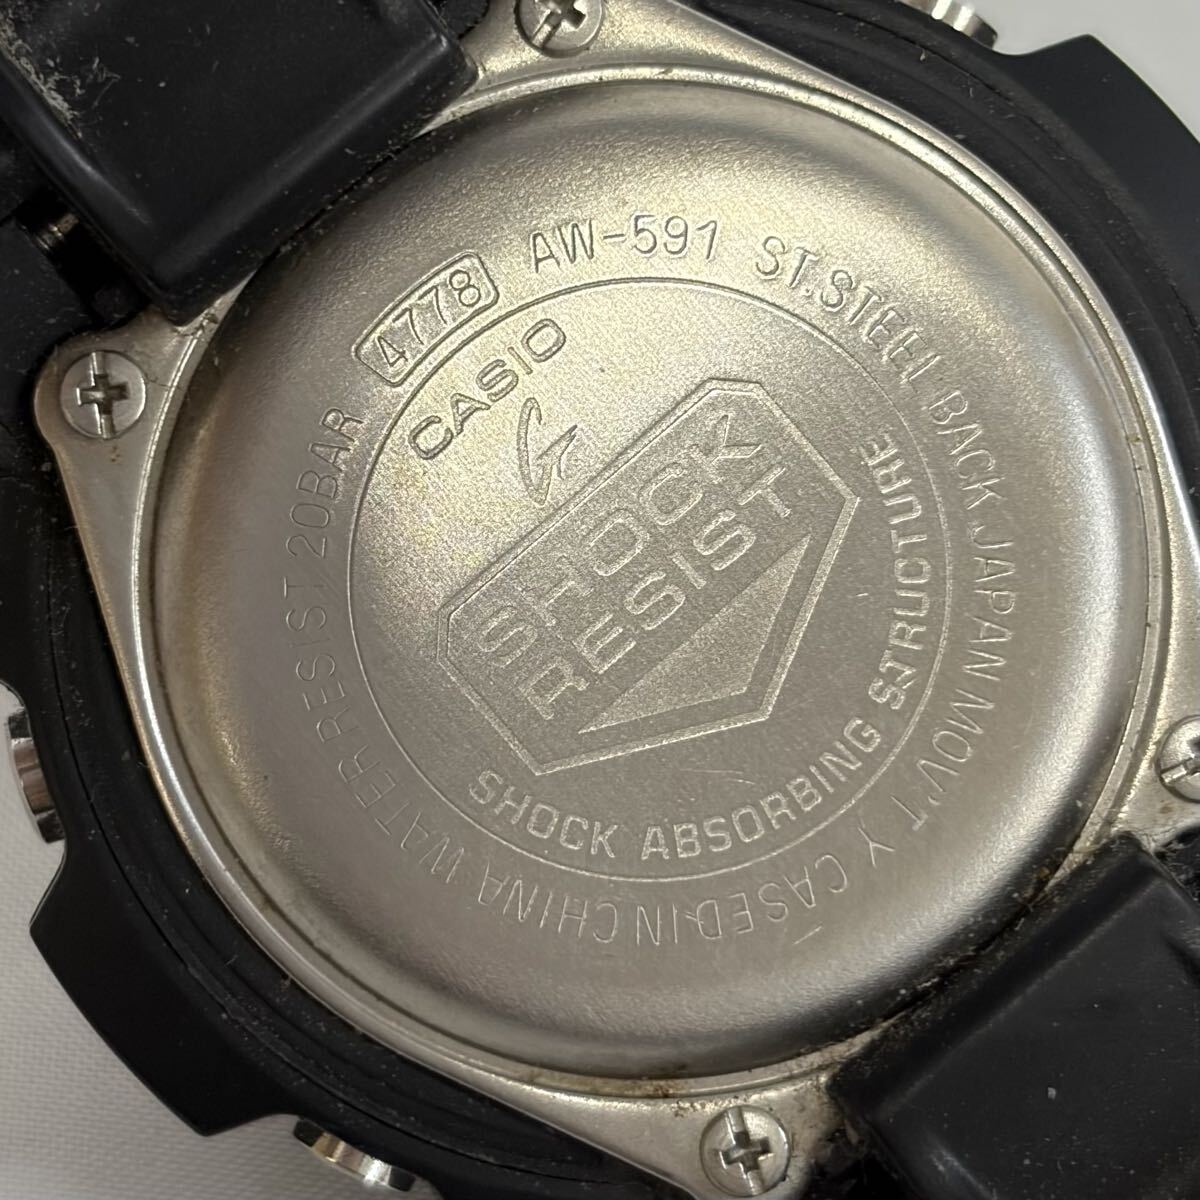 4778 AW-591 ST.STEEL BACK JAPAN MOV'T Y CASED IN CHINA WATER RESIST 20BAR
CASIO
G
SHOCK
RESIST
SHOCK ABSORBING STRUCTURE